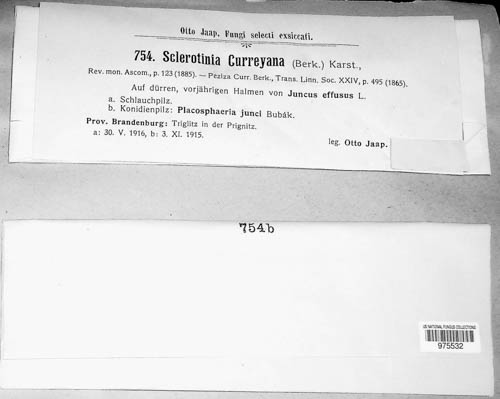 Otto Jaap, Fungi selecti exsiccati.
754. Sclerotinia Curreyana (Berk.) Karst.,
Rev. mon. Ascom., p. 123 (1885). — Peziza Curr. Berk., Trans. Linn. Soc. XXIV, p. 495 (1865).
Auf dürren, vorjährigen Halmen von Juncus effusus L.
a. Schlauchpilz.
b. Konidienpilz: Placosphaeria junci Bubák.
Prov. Brandenburg: Triglitz in der Prignitz.
a: 30. V. 1916, b: 3. XI. 1915.
leg. Otto Jaap.
754b
US NATIONAL FUNGUS COLLECTIONS
975532